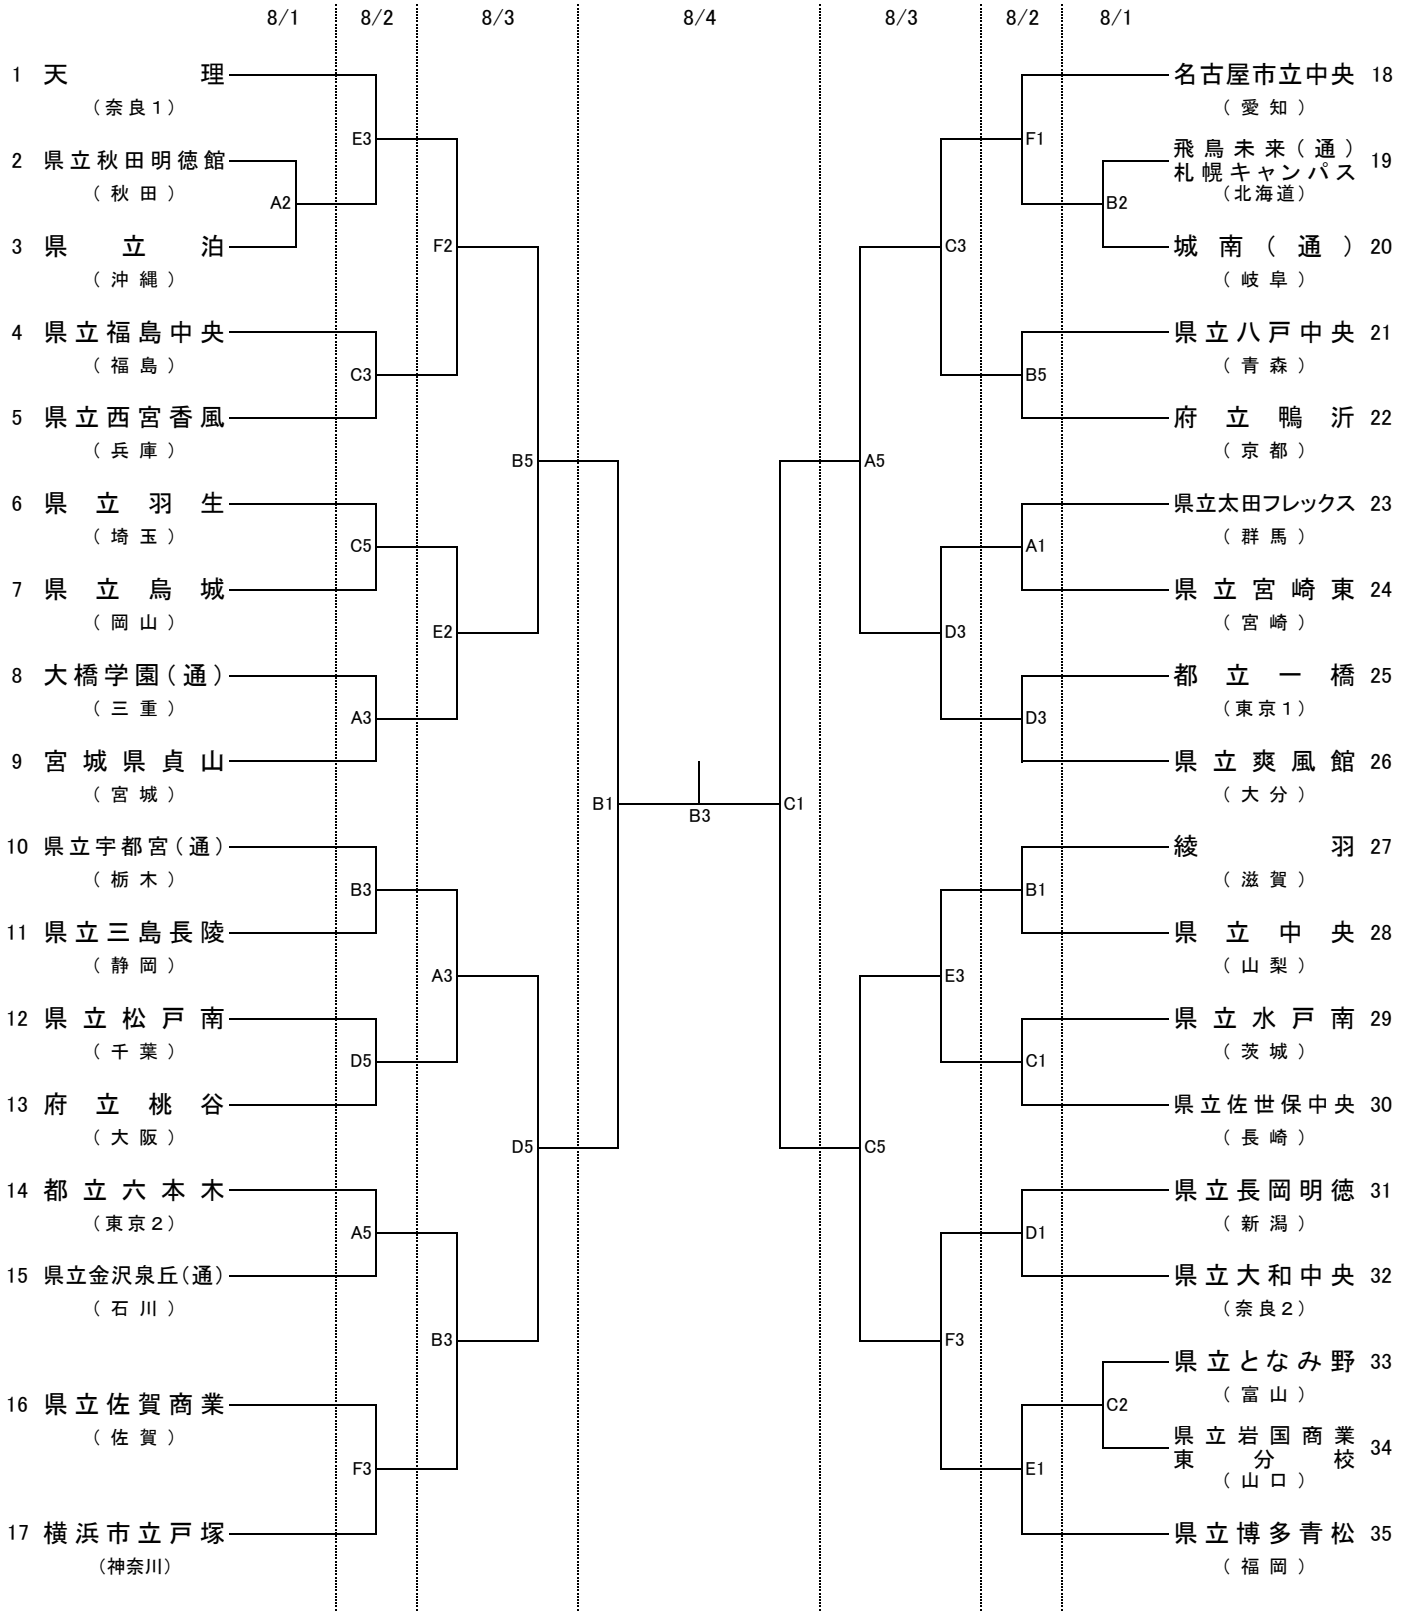 8/1 8/2 8/3 8/4 8/3 8/2 8/1
1 天理
(奈良1)
E3
2 県立秋田明徳館
(秋田)
A2
3 県立泊
(沖縄)
F2
4 県立福島中央
(福島)
C3
5 県立西宮香風
(兵庫)
B5
6 県立羽生
(埼玉)
C5
7 県立烏城
(岡山)
E2
8 大橋学園(通)
(三重)
A3
9 宮城県貞山
(宮城)
B1
10 県立宇都宮(通)
(栃木)
B3
11 県立三島長陵
(静岡)
A3
12 県立松戸南
(千葉)
D5
13 府立桃谷
(大阪)
D5
14 都立六本木
(東京2)
A5
15 県立金沢泉丘(通)
(石川)
B3
16 県立佐賀商業
(佐賀)
F3
17 横浜市立戸塚
(神奈川)
B3
名古屋市立中央 18
(愛知)
F1
飛鳥未来(通)
札幌キャンパス 19
(北海道)
B2
城南(通) 20
(岐阜)
C3
県立八戸中央 21
(青森)
B5
府立鴨沂 22
(京都)
A5
県立太田フレックス 23
(群馬)
A1
県立宮崎東 24
(宮崎)
D3
都立一橋 25
(東京1)
D3
県立爽風館 26
(大分)
C1
綾羽 27
(滋賀)
B1
県立中央 28
(山梨)
E3
県立水戸南 29
(茨城)
C1
県立佐世保中央 30
(長崎)
C5
県立長岡明徳 31
(新潟)
D1
県立大和中央 32
(奈良2)
F3
県立となみ野 33
(富山)
C2
県立岩国商業
東分校 34
(山口)
E1
県立博多青松 35
(福岡)